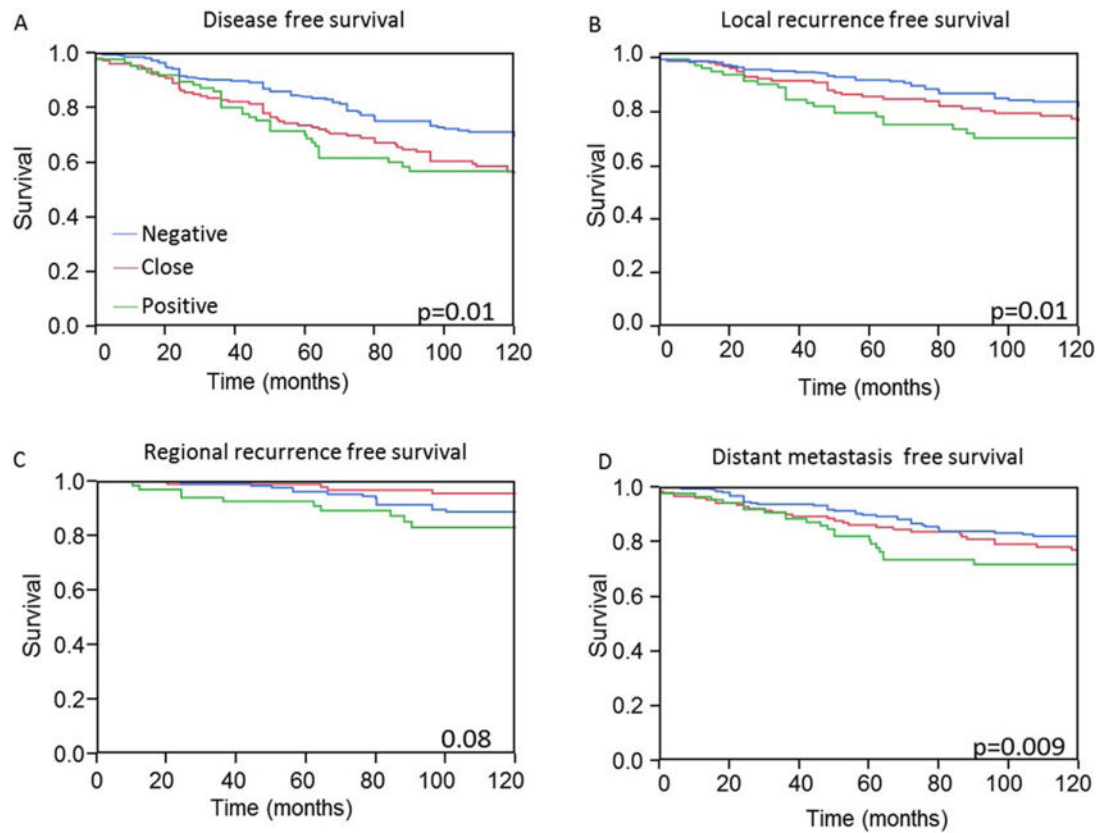 A Disease free survival
1.0
0.8
0.6
0.4
0.2
0.0
Survival
Negative
Close
Positive
p=0.01
0 20 40 60 80 100 120
Time (months)
B Local recurrence free survival
1.0
0.8
0.6
0.4
0.2
0.0
Survival
p=0.01
0 20 40 60 80 100 120
Time (months)
C Regional recurrence free survival
1.0
0.8
0.6
0.4
0.2
0.0
Survival
0.08
0 20 40 60 80 100 120
Time (months)
D Distant metastasis free survival
1.0
0.8
0.6
0.4
0.2
0.0
Survival
p=0.009
0 20 40 60 80 100 120
Time (months)